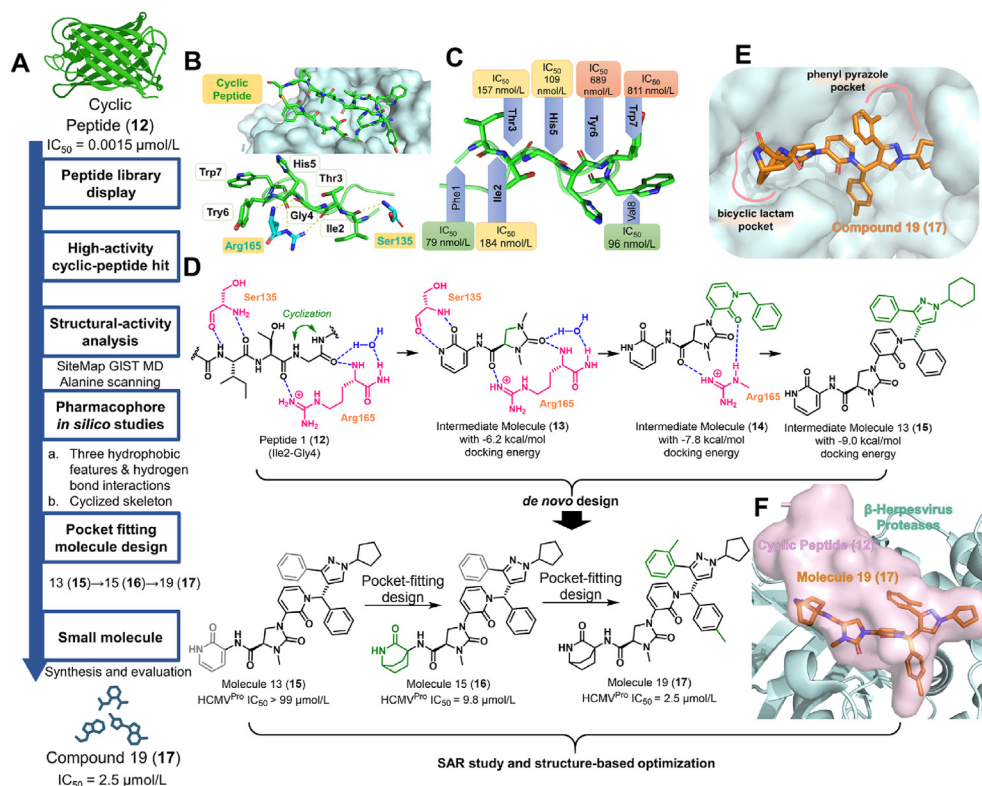 A
Cyclic
Peptide (12)
IC50 = 0.0015 μmol/L
Peptide library
display
High-activity
cyclic-peptide hit
Structural-activity
analysis
SiteMap GIST MD
Alanine scanning
Pharmacophore
in silico studies
a. Three hydrophobic
features & hydrogen
bond interactions
b. Cyclized skeleton
Pocket fitting
molecule design
13 (15)→15 (16)→19 (17)
Small molecule
Synthesis and evaluation
Compound 19 (17)
IC50 = 2.5 μmol/L
B
Cyclic
Peptide
His5
Trp7
Thr3
Try6
Gly4
Ile2
Arg165
Ser135
C
IC50
157 nmol/L
IC50
109
nmol/L
IC50
689
nmol/L
IC50
811 nmol/L
Thr3
His5
Tyr6
Trp7
Phe1
Ile2
Val8
IC50
79 nmol/L
IC50
184 nmol/L
IC50
96 nmol/L
E
phenyl pyrazole
pocket
bicyclic lactam
pocket
Compound 19 (17)
D
Ser135
Cyclization
Arg165
Peptide 1 (12)
(Ile2-Gly4)
Ser135
Arg165
Intermediate Molecule (13)
with -6.2 kcal/mol
docking energy
Arg165
Intermediate Molecule (14)
with -7.8 kcal/mol
docking energy
Intermediate Molecule 13 (15)
with -9.0 kcal/mol
docking energy
de novo design
Pocket-fitting
design
Pocket-fitting
design
Molecule 13 (15)
HCMVPro IC50 > 99 μmol/L
Molecule 15 (16)
HCMVPro IC50 = 9.8 μmol/L
Molecule 19 (17)
HCMVPro IC50 = 2.5 μmol/L
SAR study and structure-based optimization
F
β-Herpesvirus
Proteases
Cyclic Peptide (12)
Molecule 19 (17)